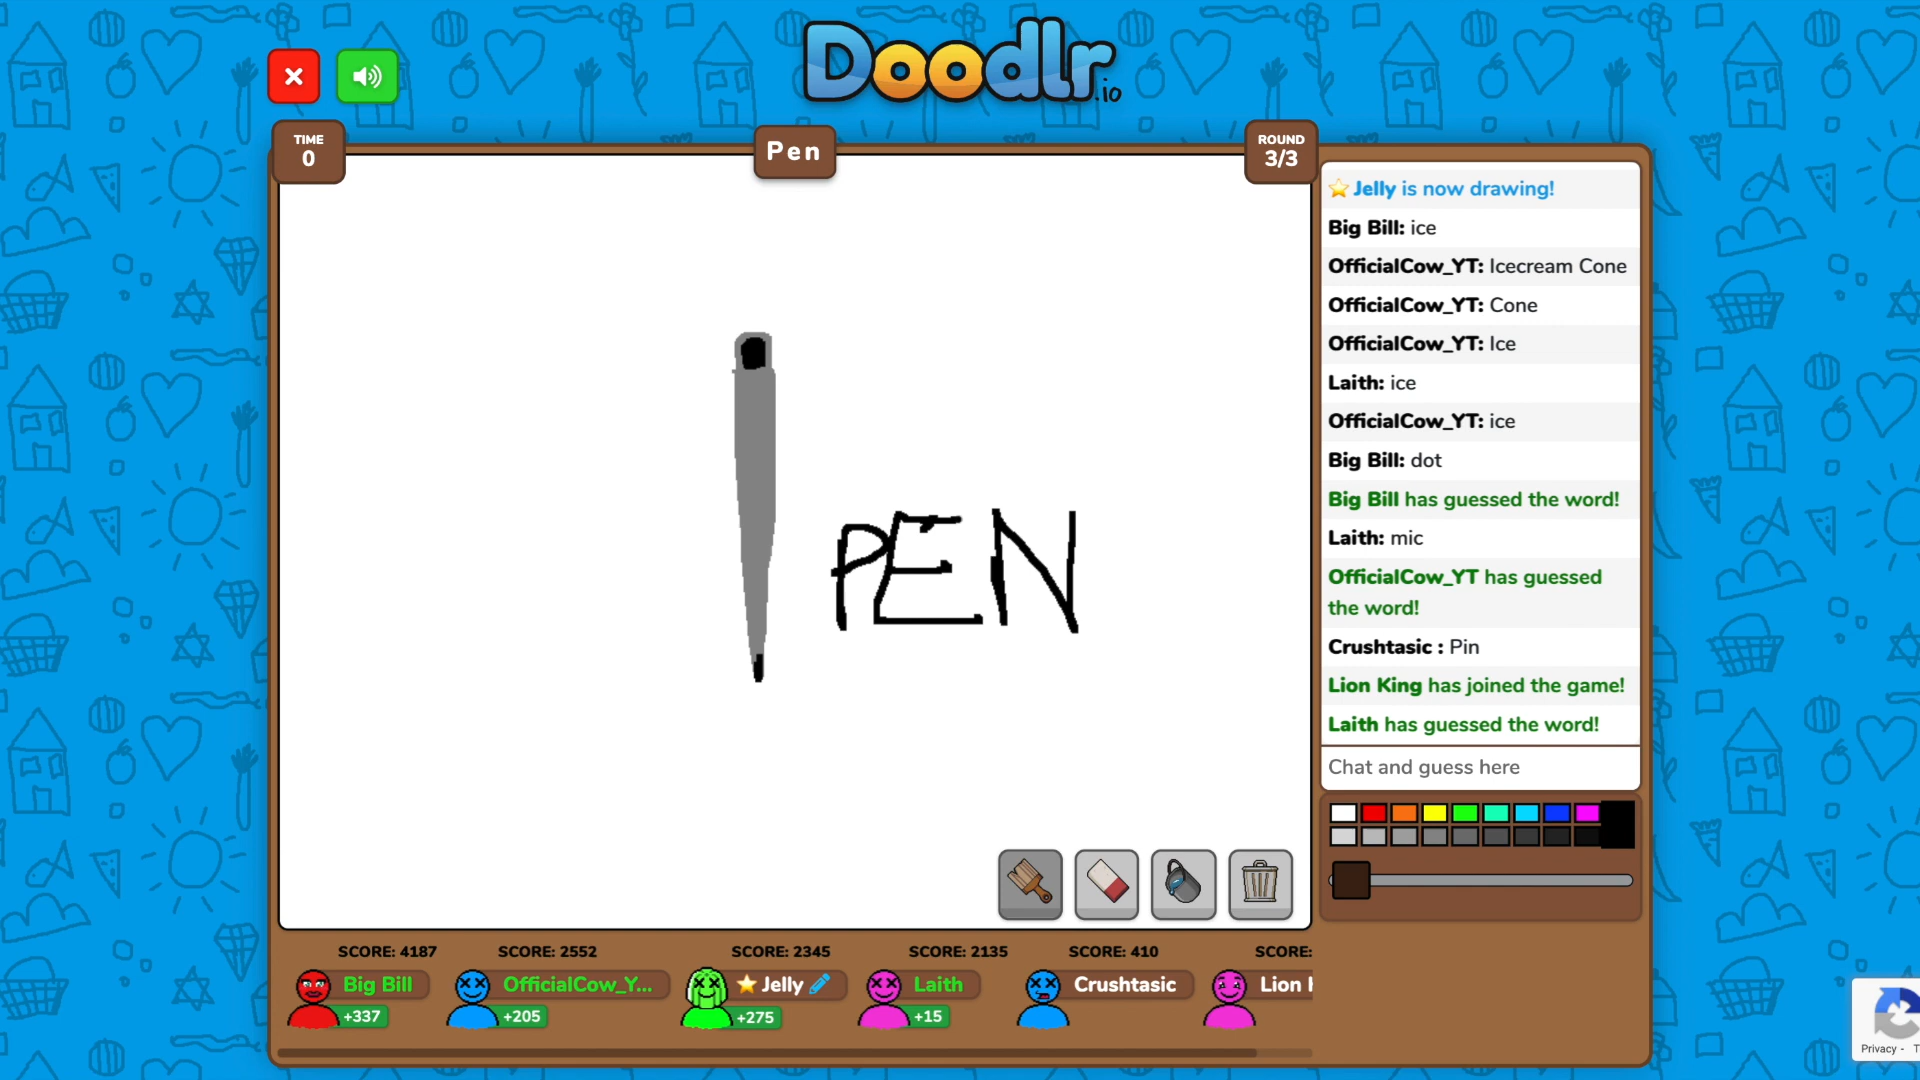 Doodlr.io
TIME
0
Pen
ROUND
3/3
PEN
Jelly is now drawing!
Big Bill: ice
OfficialCow_YT: Icecream Cone
OfficialCow_YT: Cone
OfficialCow_YT: Ice
Laith: ice
OfficialCow_YT: ice
Big Bill: dot
Big Bill has guessed the word!
Laith: mic
OfficialCow_YT has guessed
the word!
Crushtasic : Pin
Lion King has joined the game!
Laith has guessed the word!
Chat and guess here
SCORE: 4187
Big Bill
+337
SCORE: 2552
OfficialCow_Y...
+205
SCORE: 2345
Jelly
+275
SCORE: 2135
Laith
+15
SCORE: 410
Crushtasic
SCORE:
Lion
Privacy -